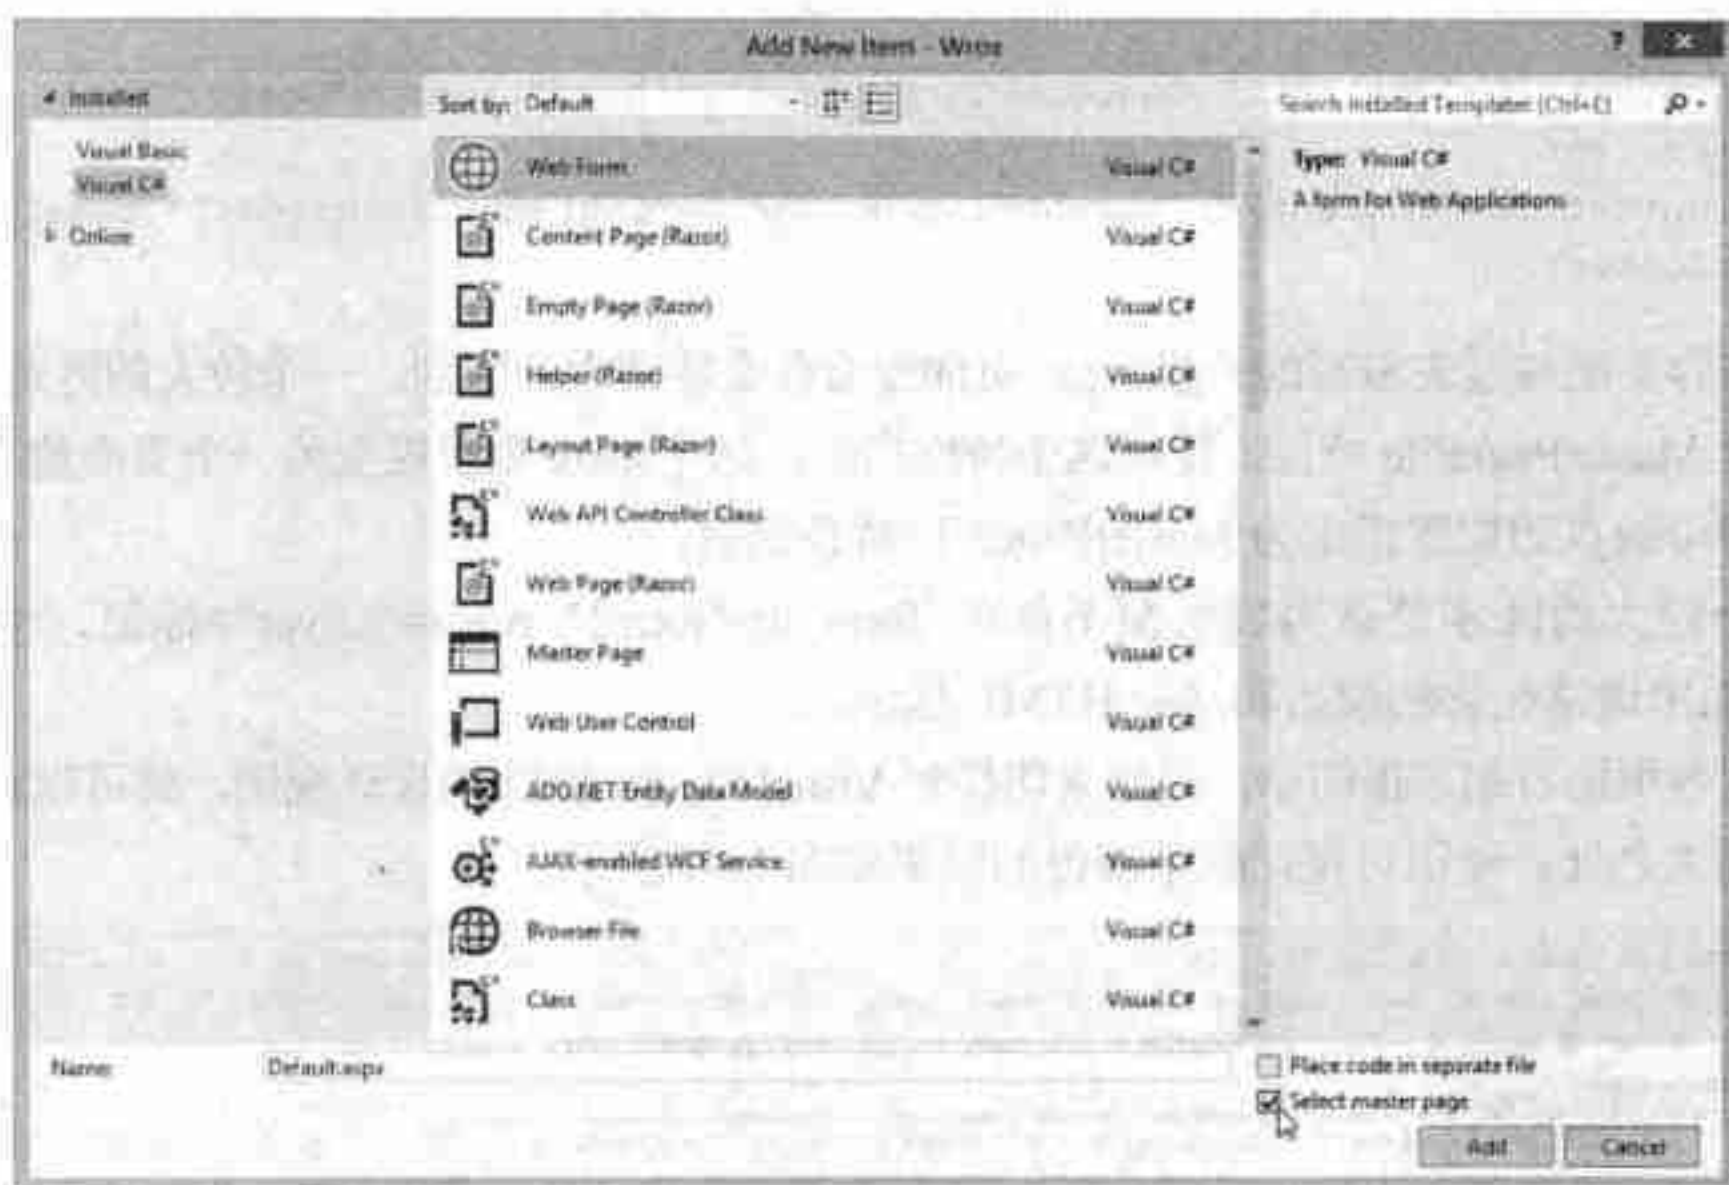 Add New Item - Wrox
?
Installed
Sort by: Default
Search Installed Templates (Ctrl+E)
Visual Basic
Visual C#
Online
Web Form Visual C#
Content Page (Razor) Visual C#
Empty Page (Razor) Visual C#
Helper (Razor) Visual C#
Layout Page (Razor) Visual C#
Web API Controller Class Visual C#
Web Page (Razor) Visual C#
Master Page Visual C#
Web User Control Visual C#
ADO.NET Entity Data Model Visual C#
AJAX-enabled WCF Service Visual C#
Browser File Visual C#
Class Visual C#
Type: Visual C#
A form for Web Applications
Name: Default.aspx
Place code in separate file
Select master page
Add Cancel